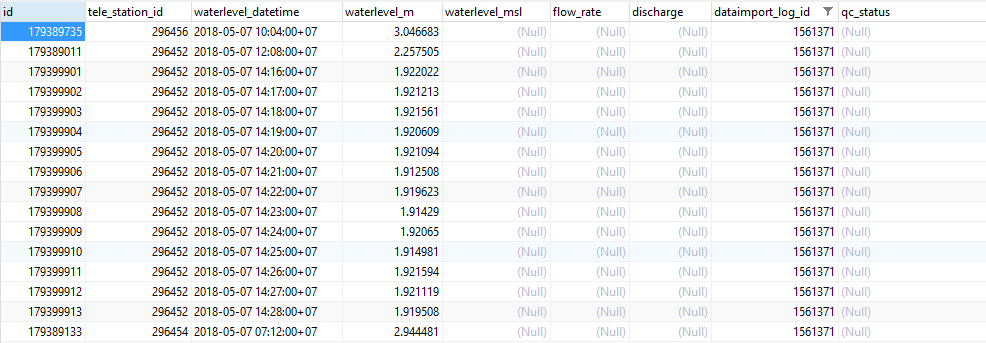 id tele_station_id waterlevel_datetime waterlevel_m waterlevel_msl flow_rate discharge dataimport_log_id qc_status
179389735 296456 2018-05-07 10:04:00+07 3.046683 (Null) (Null) (Null) 1561371 (Null)
179389011 296452 2018-05-07 12:08:00+07 2.257505 (Null) (Null) (Null) 1561371 (Null)
179399901 296452 2018-05-07 14:16:00+07 1.922022 (Null) (Null) (Null) 1561371 (Null)
179399902 296452 2018-05-07 14:17:00+07 1.921213 (Null) (Null) (Null) 1561371 (Null)
179399903 296452 2018-05-07 14:18:00+07 1.921561 (Null) (Null) (Null) 1561371 (Null)
179399904 296452 2018-05-07 14:19:00+07 1.920609 (Null) (Null) (Null) 1561371 (Null)
179399905 296452 2018-05-07 14:20:00+07 1.921094 (Null) (Null) (Null) 1561371 (Null)
179399906 296452 2018-05-07 14:21:00+07 1.912508 (Null) (Null) (Null) 1561371 (Null)
179399907 296452 2018-05-07 14:22:00+07 1.919623 (Null) (Null) (Null) 1561371 (Null)
179399908 296452 2018-05-07 14:23:00+07 1.91429 (Null) (Null) (Null) 1561371 (Null)
179399909 296452 2018-05-07 14:24:00+07 1.92065 (Null) (Null) (Null) 1561371 (Null)
179399910 296452 2018-05-07 14:25:00+07 1.914981 (Null) (Null) (Null) 1561371 (Null)
179399911 296452 2018-05-07 14:26:00+07 1.921594 (Null) (Null) (Null) 1561371 (Null)
179399912 296452 2018-05-07 14:27:00+07 1.921119 (Null) (Null) (Null) 1561371 (Null)
179399913 296452 2018-05-07 14:28:00+07 1.919508 (Null) (Null) (Null) 1561371 (Null)
179389133 296454 2018-05-07 07:12:00+07 2.944481 (Null) (Null) (Null) 1561371 (Null)